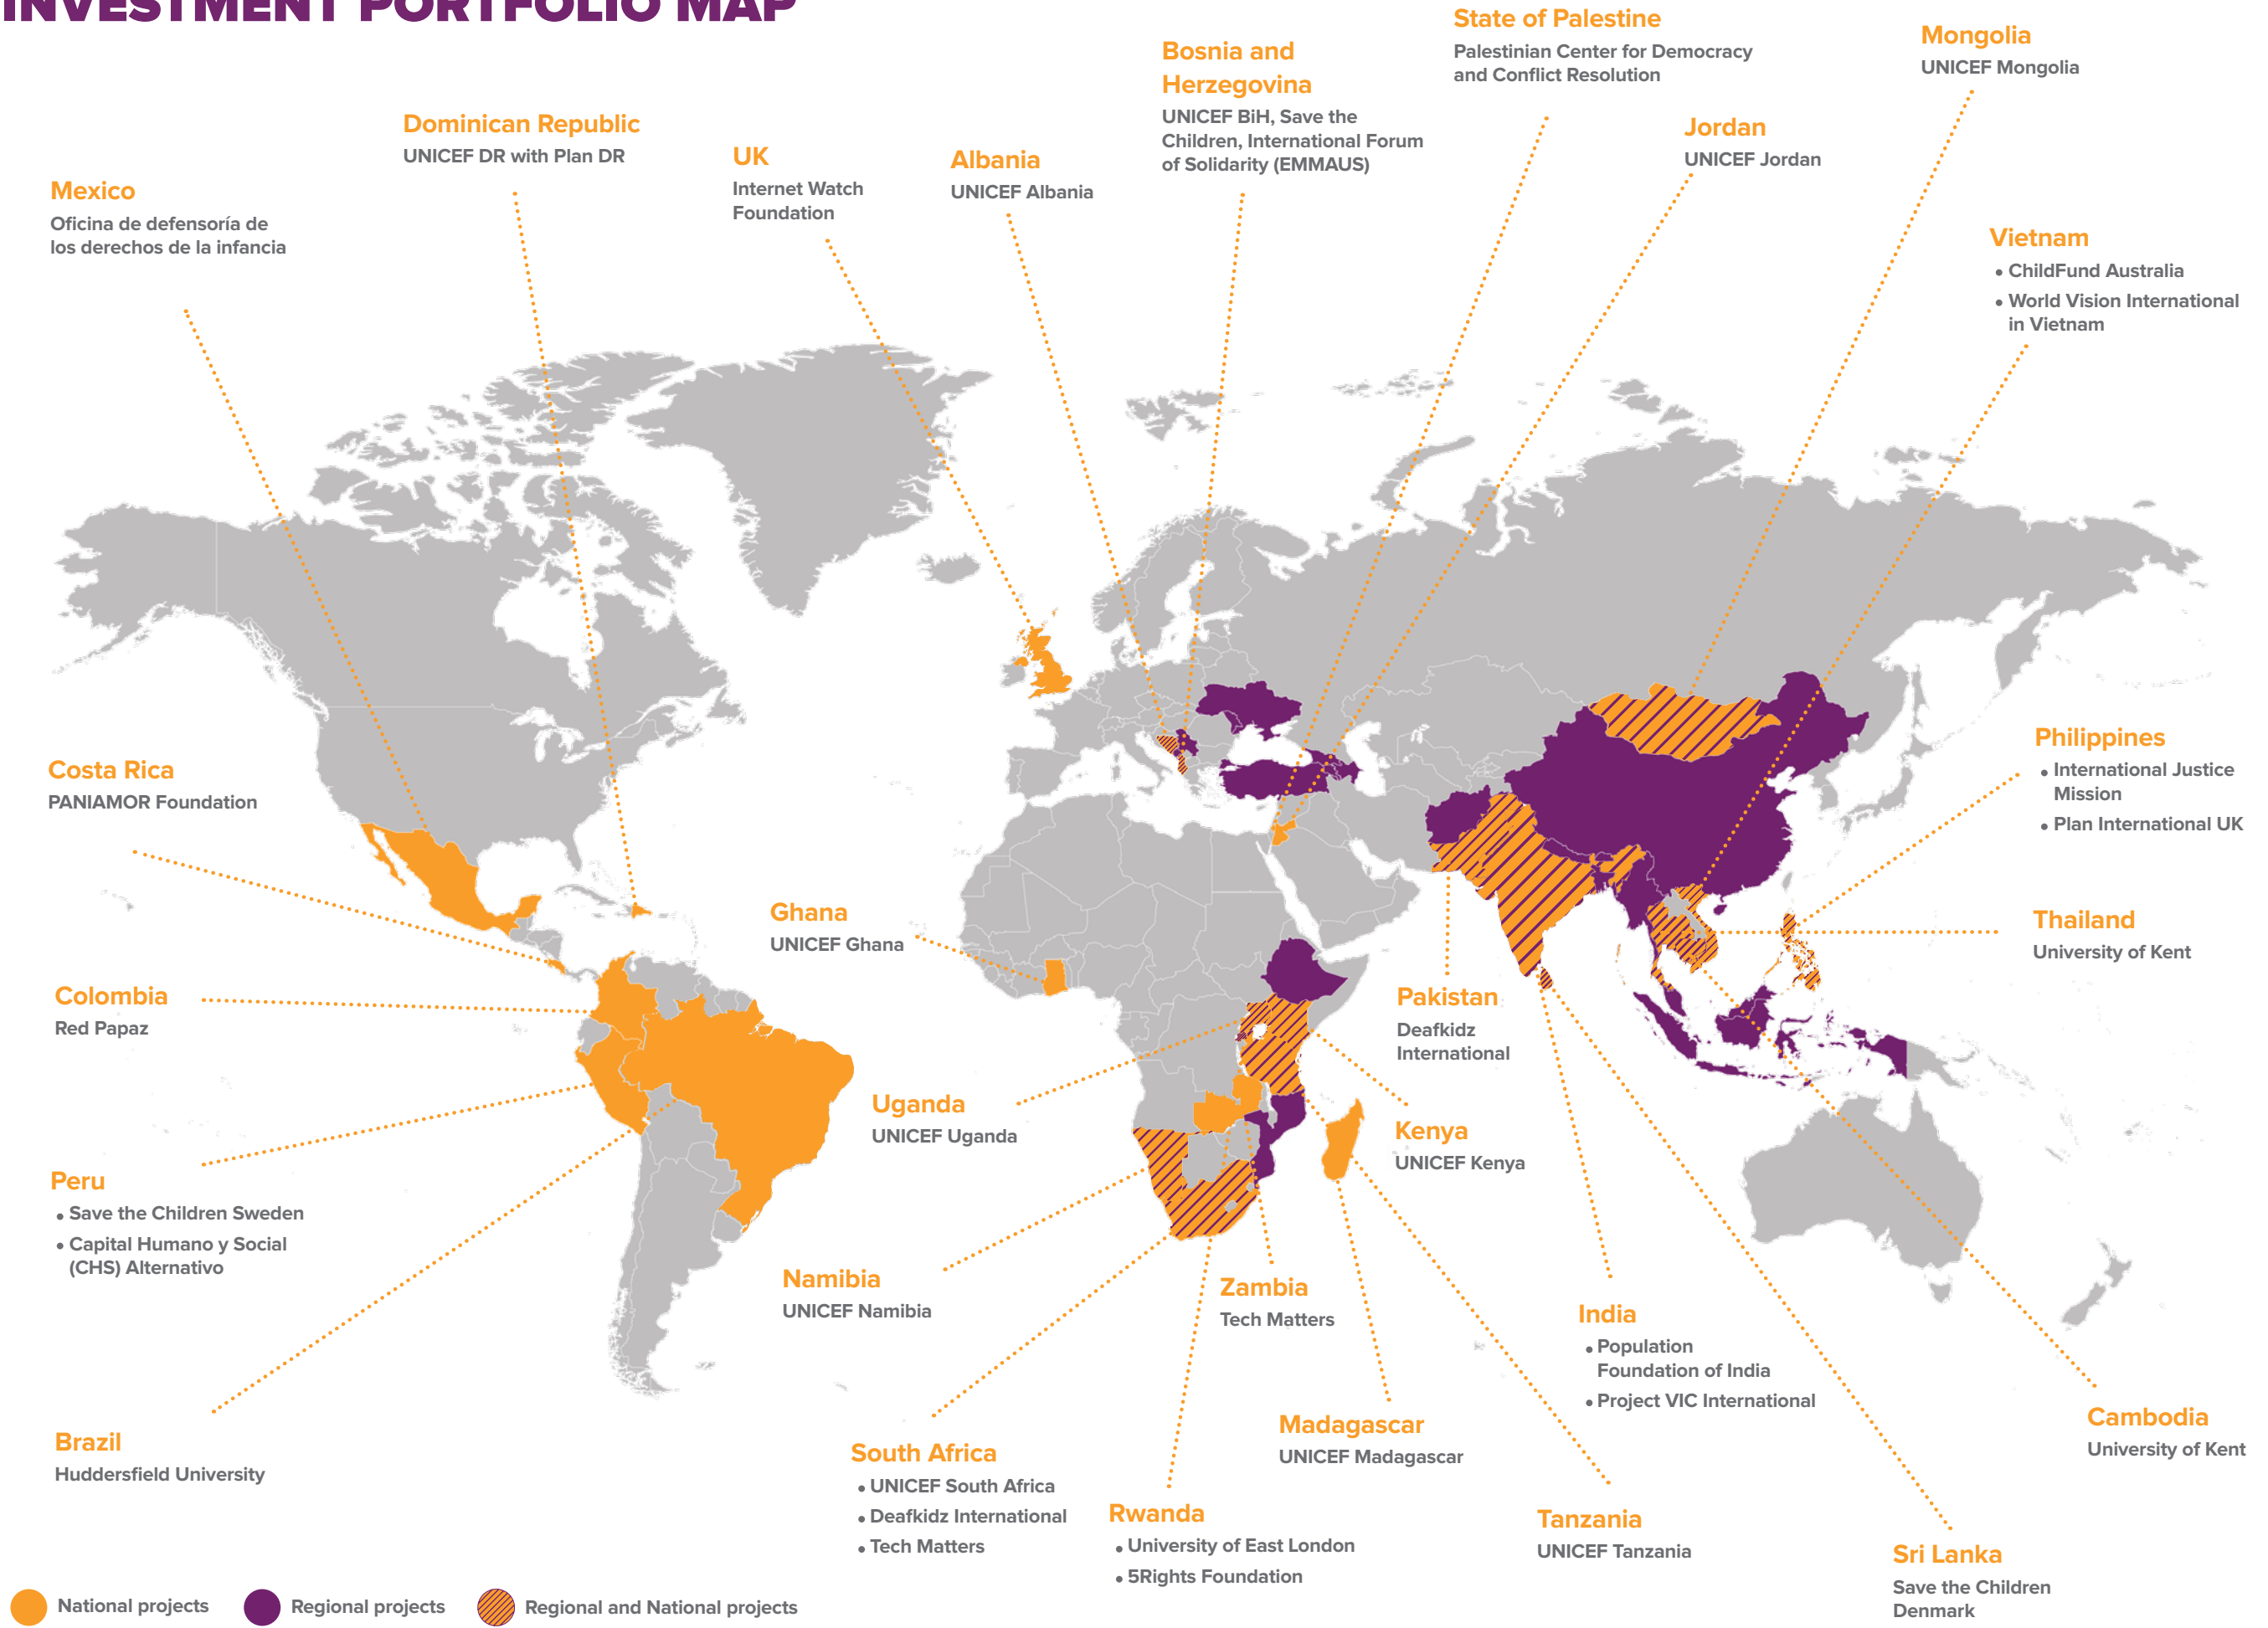 INVESTMENT PORTFOLIO MAP
State of Palestine
Palestinian Center for Democracy
and Conflict Resolution
Mongolia
UNICEF Mongolia
Bosnia and
Herzegovina
UNICEF BiH, Save the
Children, International Forum
of Solidarity (EMMAUS)
Dominican Republic
UNICEF DR with Plan DR
Jordan
UNICEF Jordan
UK
Internet Watch
Foundation
Albania
UNICEF Albania
Mexico
Oficina de defensoría de
los derechos de la infancia
Vietnam
• ChildFund Australia
• World Vision International
in Vietnam
Philippines
• International Justice
Mission
• Plan International UK
Costa Rica
PANIAMOR Foundation
Ghana
UNICEF Ghana
Thailand
University of Kent
Colombia
Red Papaz
Pakistan
Deafkidz
International
Uganda
UNICEF Uganda
Kenya
UNICEF Kenya
Peru
• Save the Children Sweden
• Capital Humano y Social
(CHS) Alternativo
Namibia
UNICEF Namibia
Zambia
Tech Matters
India
• Population
Foundation of India
• Project VIC International
Brazil
Huddersfield University
Madagascar
UNICEF Madagascar
Cambodia
University of Kent
South Africa
• UNICEF South Africa
• Deafkidz International
• Tech Matters
Rwanda
• University of East London
• 5Rights Foundation
Tanzania
UNICEF Tanzania
Sri Lanka
Save the Children
Denmark
National projects
Regional projects
Regional and National projects